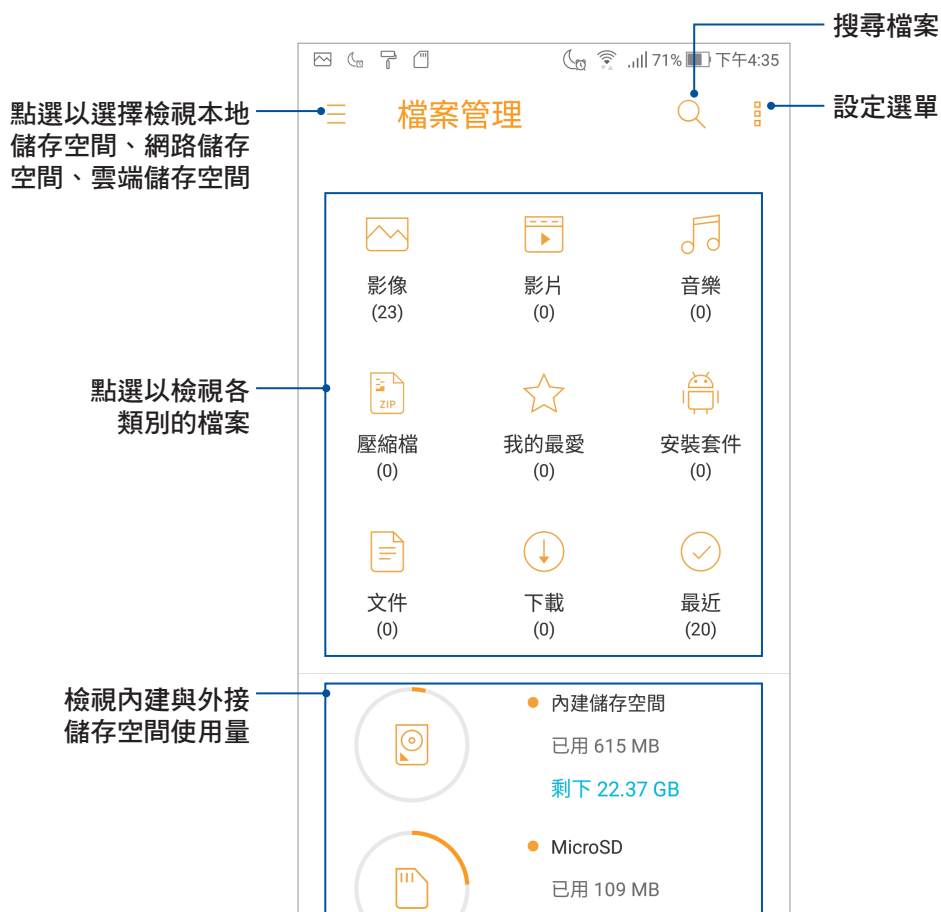 搜尋檔案
71% 下午4:35
檔案管理
設定選單
點選以選擇檢視本地
儲存空間、網路儲存
空間、雲端儲存空間
影像
(23)
影片
(0)
音樂
(0)
點選以檢視各
類別的檔案
ZIP
壓縮檔
(0)
我的最愛
(0)
安裝套件
(0)
文件
(0)
下載
(0)
最近
(20)
檢視內建與外接
儲存空間使用量
內建儲存空間
已用 615 MB
剩下 22.37 GB
MicroSD
已用 109 MB